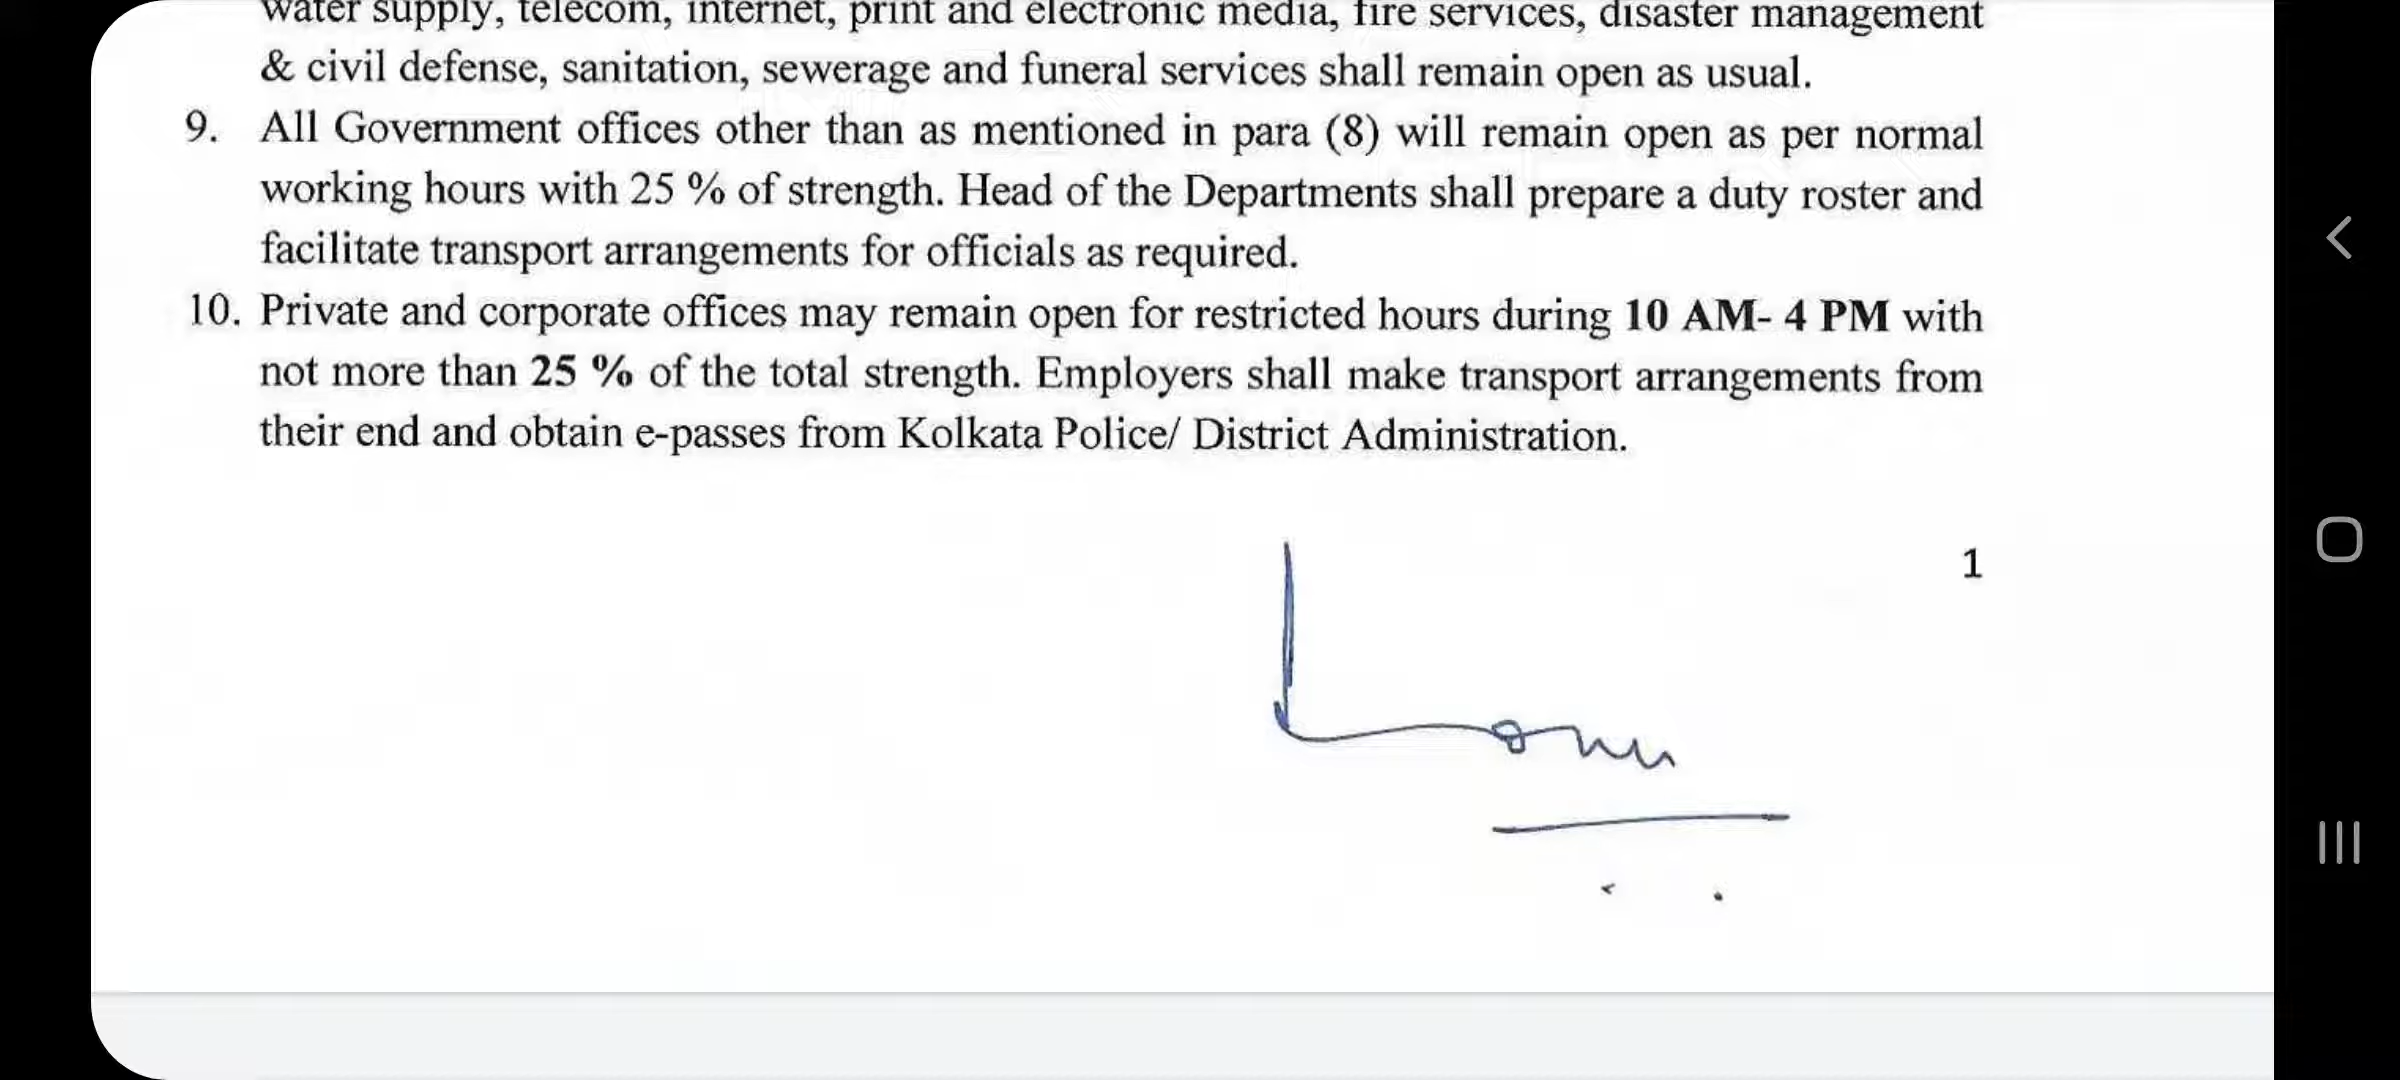 water supply, telecom, internet, print and electronic media, fire services, disaster management
& civil defense, sanitation, sewerage and funeral services shall remain open as usual.
9. All Government offices other than as mentioned in para (8) will remain open as per normal
working hours with 25 % of strength. Head of the Departments shall prepare a duty roster and
facilitate transport arrangements for officials as required.
10. Private and corporate offices may remain open for restricted hours during 10 AM- 4 PM with
not more than 25 % of the total strength. Employers shall make transport arrangements from
their end and obtain e-passes from Kolkata Police/ District Administration.
1